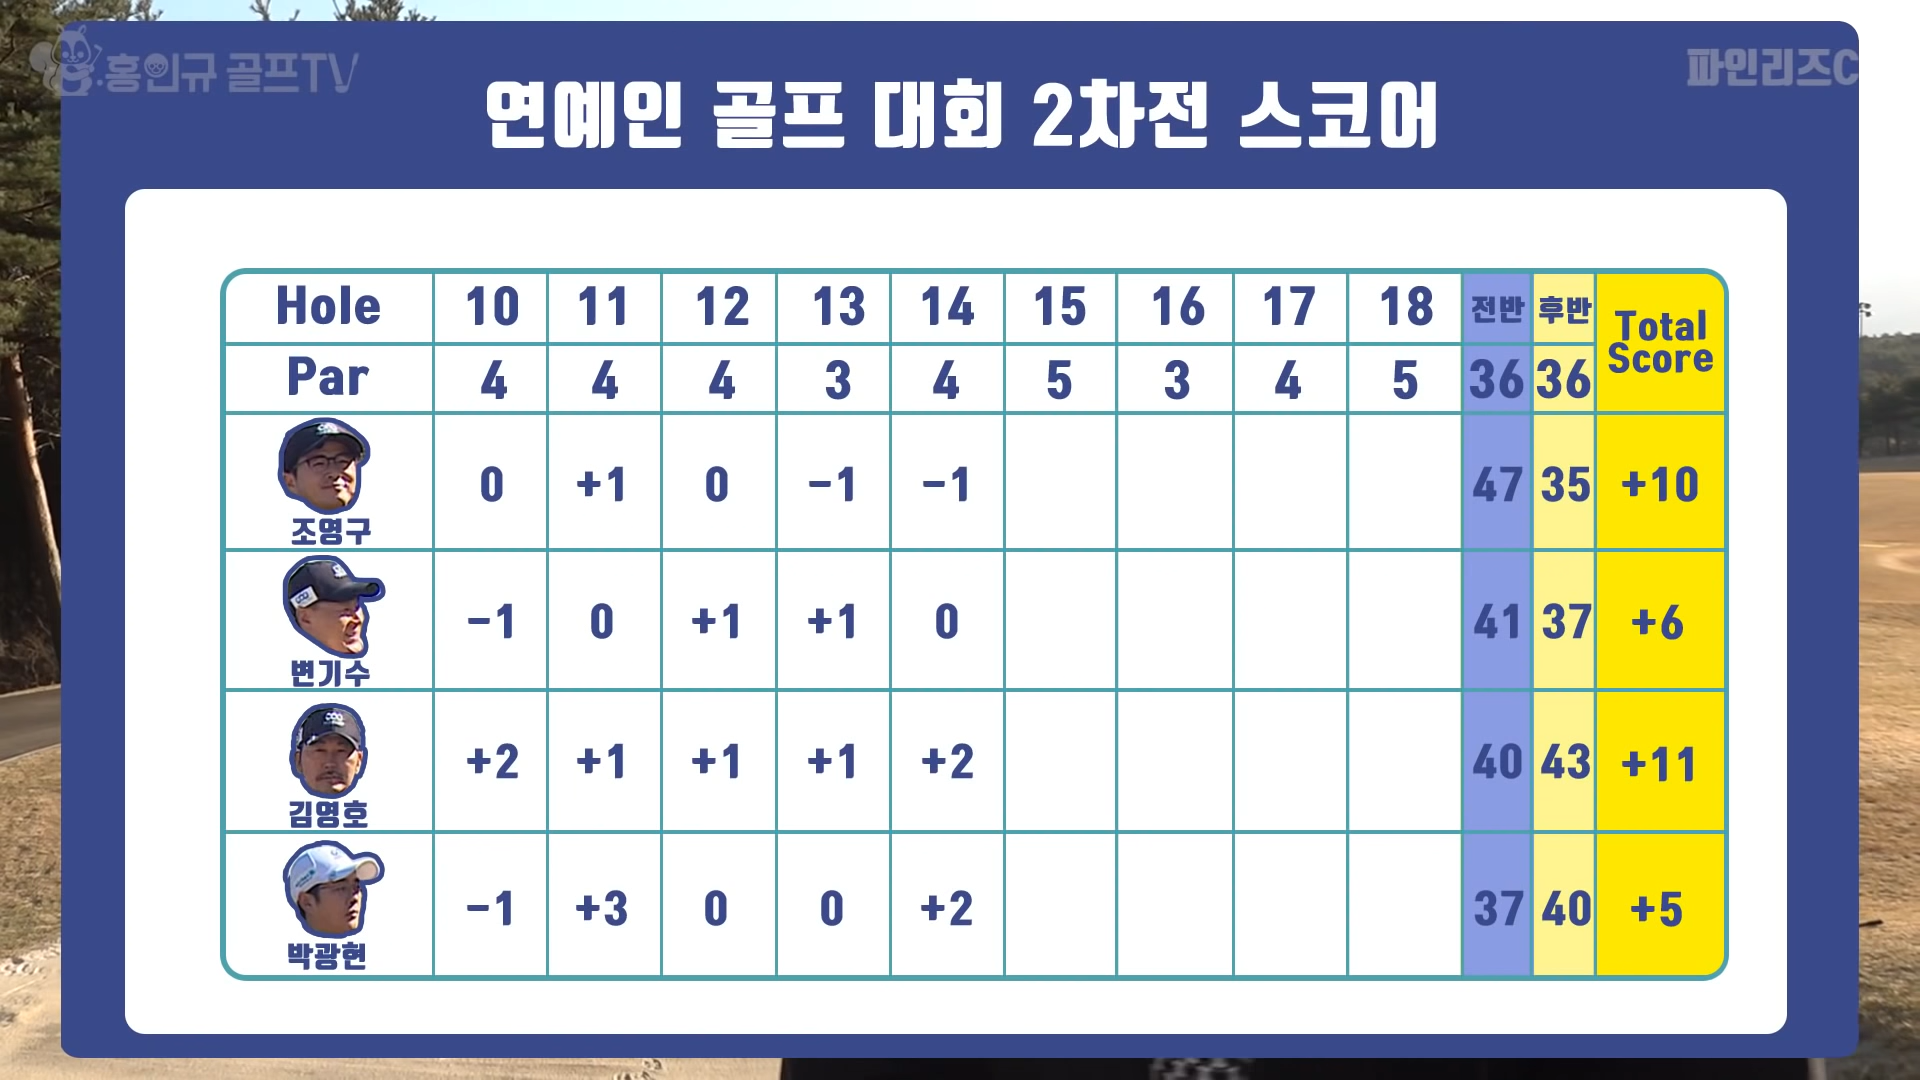 홍인규 골프TV
파인리즈C
연예인 골프 대회 2차전 스코어
Hole 10 11 12 13 14 15 16 17 18 전반 후반 Total Score
Par 4 4 4 3 4 5 3 4 5 36 36
조영구 0 +1 0 -1 -1 47 35 +10
변기수 -1 0 +1 +1 0 41 37 +6
김영호 +2 +1 +1 +1 +2 40 43 +11
박광현 -1 +3 0 0 +2 37 40 +5